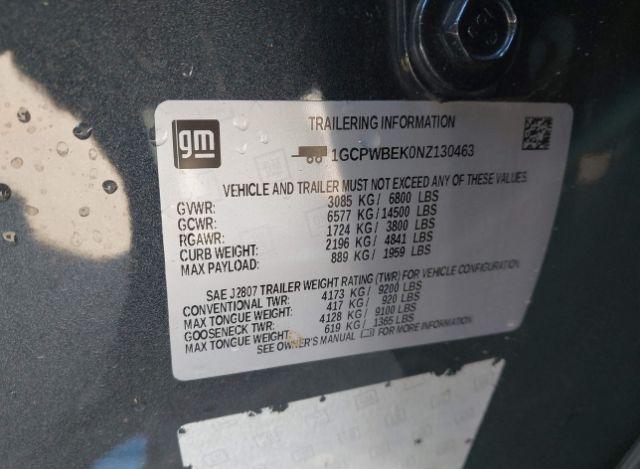 gm
TRAILERING INFORMATION
1GCPWBEK0NZ130463
VEHICLE AND TRAILER MUST NOT EXCEED ANY OF THESE VALUES.
GVWR: 3085 KG / 6800 LBS
GCWR: 6577 KG / 14500 LBS
RGAWR: 1724 KG / 3800 LBS
CURB WEIGHT: 2196 KG / 4841 LBS
MAX PAYLOAD: 889 KG / 1959 LBS
SAE J2807 TRAILER WEIGHT RATING (TWR) FOR VEHICLE CONFIGURATION.
CONVENTIONAL TWR: 4173 KG / 9200 LBS
MAX TONGUE WEIGHT: 417 KG / 920 LBS
GOOSENECK TWR: 4128 KG / 9100 LBS
MAX TONGUE WEIGHT: 619 KG / 1365 LBS
SEE OWNER'S MANUAL FOR MORE INFORMATION